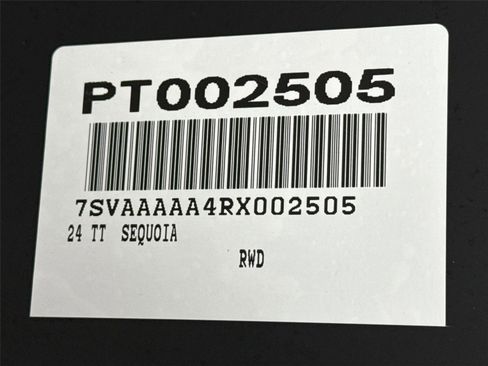 PT002505
7SVAAAAA4RX002505
24 TT SEQUOIA
RWD